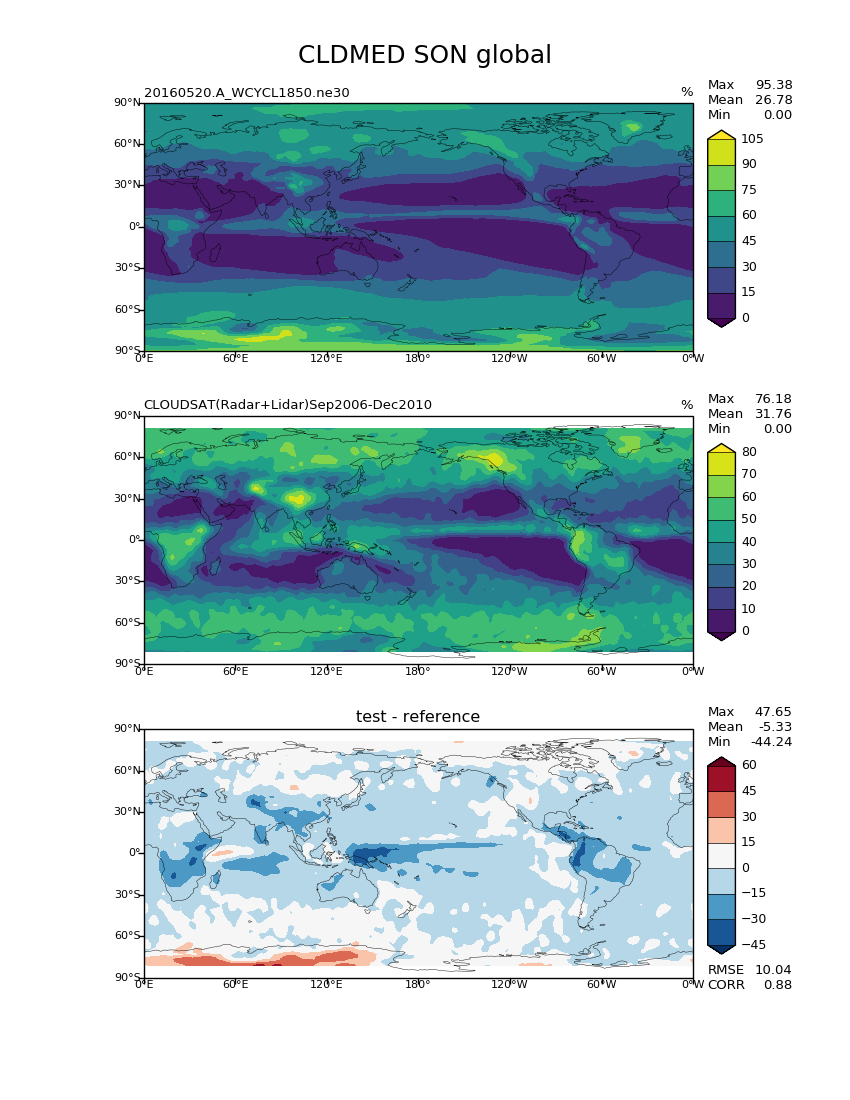 CLDMED SON global
20160520.A_WCYCL1850.ne30 %
Max 95.38
Mean 26.78
Min 0.00
90°N
60°N
30°N
0°
30°S
60°S
90°S
0°E 60°E 120°E 180° 120°W 60°W 0°W
105
90
75
60
45
30
15
0
CLOUDSAT(Radar+Lidar)Sep2006-Dec2010 %
Max 76.18
Mean 31.76
Min 0.00
90°N
60°N
30°N
0°
30°S
60°S
90°S
0°E 60°E 120°E 180° 120°W 60°W 0°W
80
70
60
50
40
30
20
10
0
test - reference
Max 47.65
Mean -5.33
Min -44.24
90°N
60°N
30°N
0°
30°S
60°S
90°S
0°E 60°E 120°E 180° 120°W 60°W 0°W
60
45
30
15
0
−15
−30
−45
RMSE 10.04
CORR 0.88